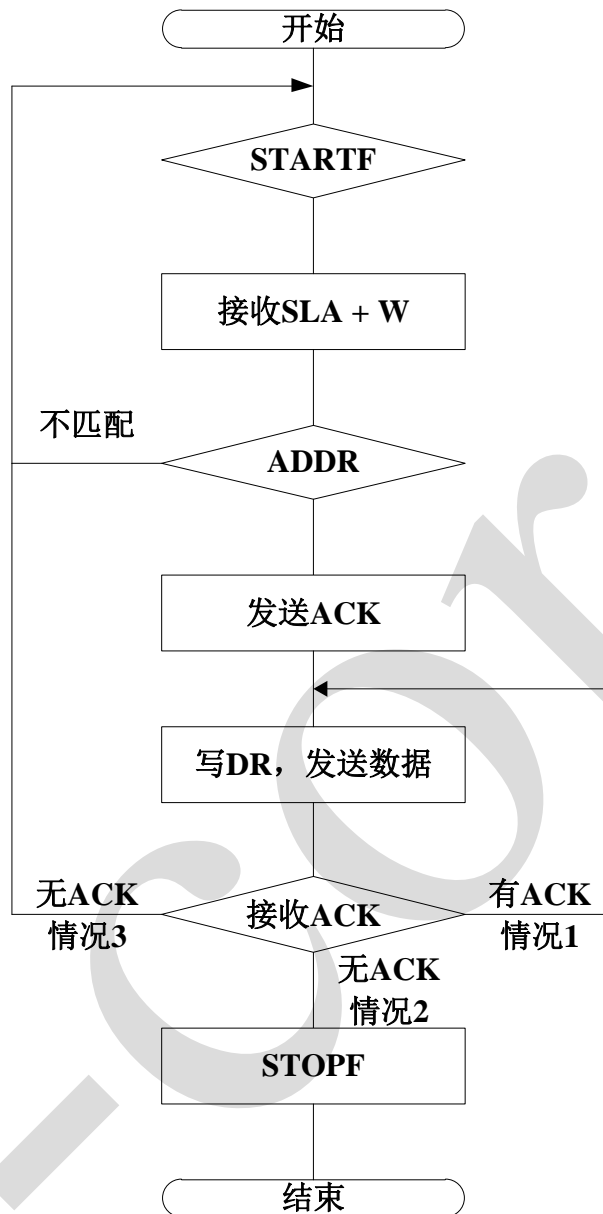 开始
STARTF
接收SLA + W
不匹配
ADDR
发送ACK
写DR，发送数据
无ACK
情况3
接收ACK
有ACK
情况1
无ACK
情况2
STOPF
结束
-cor